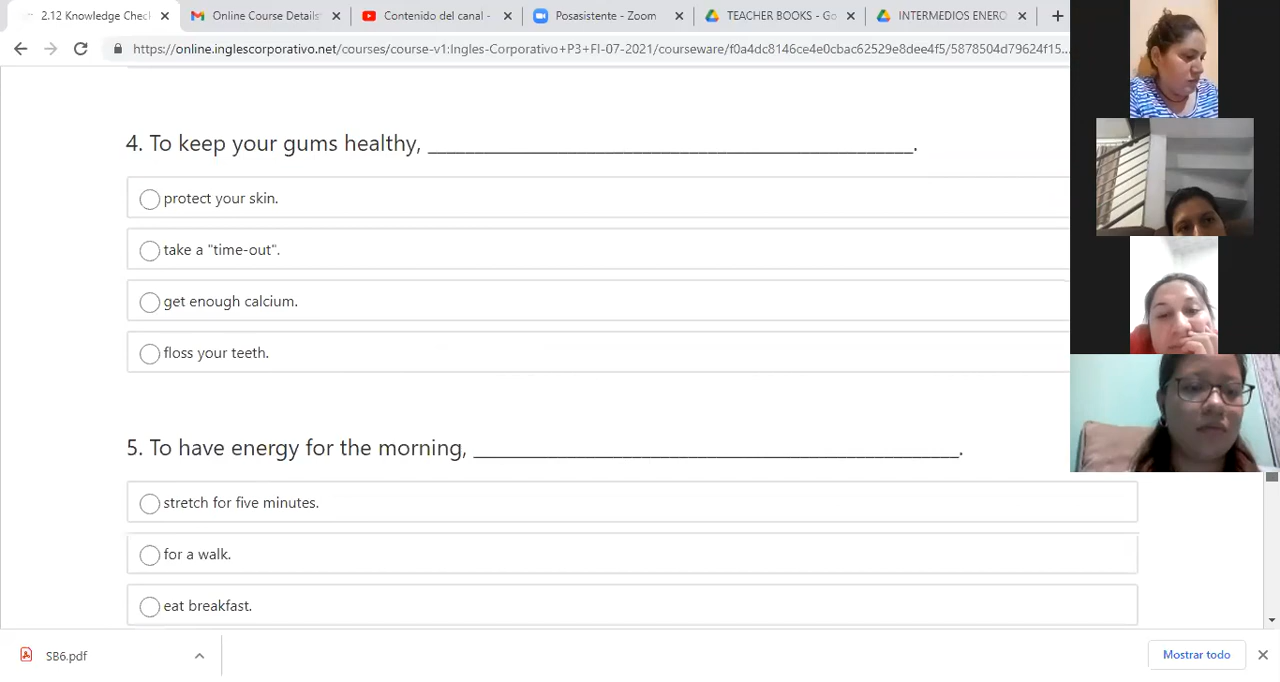 2.12 Knowledge Check
Online Course Details
Contenido del canal -
Posasistente - Zoom
TEACHER BOOKS - Go
INTERMEDIOS ENERO
https://online.inglescorporativo.net/courses/course-v1:Ingles-Corporativo+P3+FI-07-2021/courseware/f0a4dc8146ce4e0cbac62529e8dee4f5/5878504d79624f15...
4. To keep your gums healthy, ____________________________________________.
protect your skin.
take a "time-out".
get enough calcium.
floss your teeth.
5. To have energy for the morning, ____________________________________________.
stretch for five minutes.
for a walk.
eat breakfast.
SB6.pdf
Mostrar todo